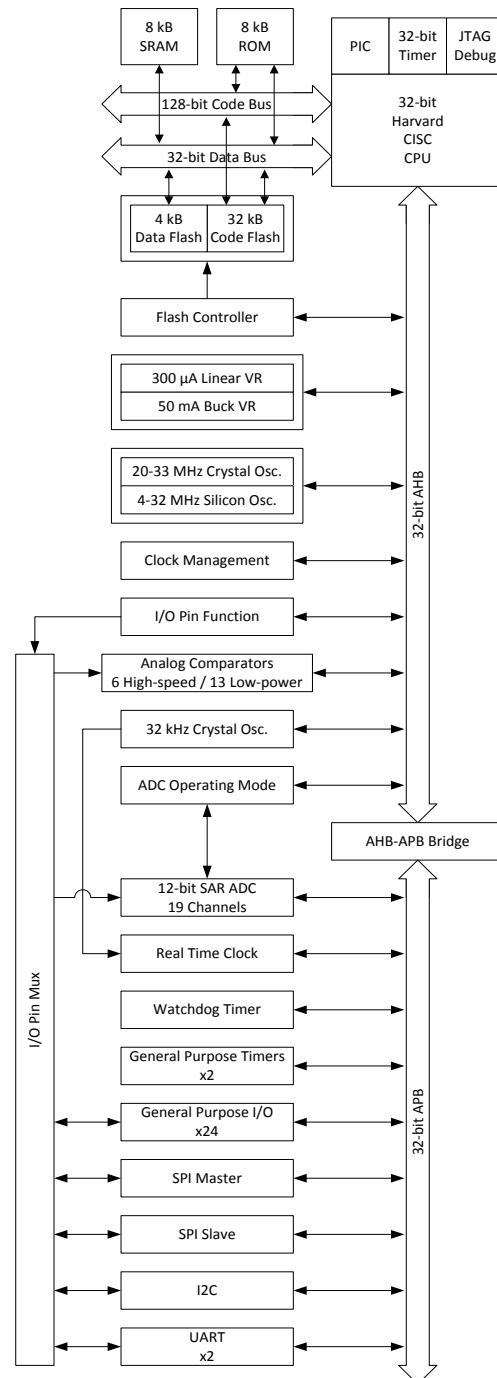 8 kB
SRAM
8 kB
ROM
PIC
32-bit
Timer
JTAG
Debug
128-bit Code Bus
32-bit
Harvard
CISC
CPU
32-bit Data Bus
4 kB
Data Flash
32 kB
Code Flash
Flash Controller
300 µA Linear VR
50 mA Buck VR
20-33 MHz Crystal Osc.
4-32 MHz Silicon Osc.
32-bit AHB
Clock Management
I/O Pin Function
Analog Comparators
6 High-speed / 13 Low-power
32 kHz Crystal Osc.
ADC Operating Mode
AHB-APB Bridge
12-bit SAR ADC
19 Channels
Real Time Clock
I/O Pin Mux
Watchdog Timer
General Purpose Timers
x2
General Purpose I/O
x24
32-bit APB
SPI Master
SPI Slave
I2C
UART
x2